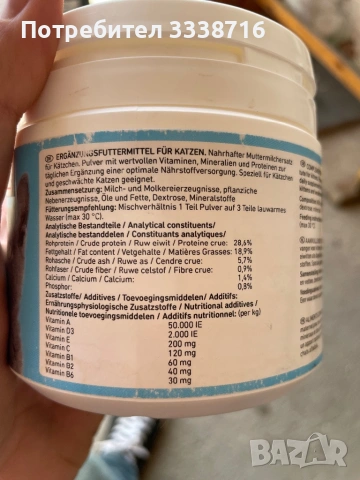 Потребител 3338716
DE ERGÄNZUNGSFUTTERMITTEL FÜR KATZEN. Nahrhafter Muttermilchersatz
für Kätzchen. Pulver mit wertvollen Vitaminen, Mineralien und Proteinen zur
täglichen Ergänzung einer optimale Nährstoffversorgung. Speziell für Kätzchen
und geschwächte Katzen geeignet.
Zusammensetzung: Milch- und Molkereierzeugnisse, pflanzliche
Nebenerzeugnisse, Öle und Fette, Dextrose, Mineralstoffe
Fütterungsempfehlung: Mischverhältnis 1 Teil Pulver auf 3 Teile lauwarmes
Wasser (max 30 °C).
Analytische Bestandteile / Analytical constituents/
Analytische bestanddelen / Constituants analytiques/
Rohprotein / Crude protein / Ruw eiwit / Proteine crue: 28,6%
Fettgehalt / Fat content / Vetgehalte / Matières Grasses: 18,9%
Rohasche / Crude ash / Ruwe as / Cendre crue: 5,7%
Rohfaser / Crude fiber / Ruwe celstof / Fibre crue: 0,9%
Calcium / Calcium / Calcium: 1,4%
Phosphor: 0,8%
Zusatzstoffe/ Additives / Toevoegingsmiddelen/ Additifs:
Ernährungsphysiologische Zusatzstoffe / Nutritional additives /
Nutritionele toevoegingsmiddelen / Additifs nutritionnel: (per kg)
Vitamin A 50.000 IE
Vitamin D3 2.000 IE
Vitamin E 200 mg
Vitamin C 120 mg
Vitamin B1 60 mg
Vitamin B2 40 mg
Vitamin B6 30 mg
BAZAR